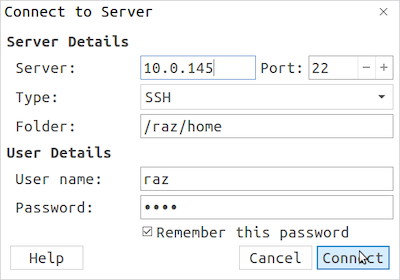 Connect to Server
Server Details
Server: 10.0.145 Port: 22
Type: SSH
Folder: /raz/home
User Details
User name: raz
Password: ••••
Remember this password
Help Cancel Connect